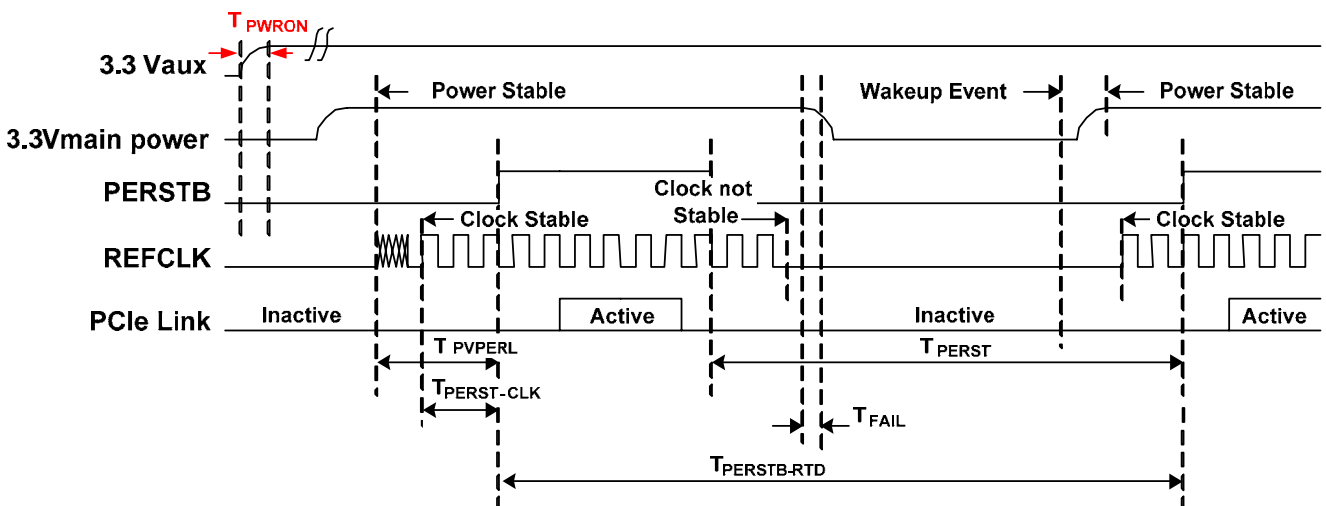 T PWRON
3.3 Vaux
Power Stable
Wakeup Event
Power Stable
3.3Vmain power
PERSTB
Clock not
Stable
Clock Stable
Clock Stable
REFCLK
PCIe Link
Inactive
Active
Inactive
Active
T PVPERL
TPERST
TPERST-CLK
TFAIL
TPERSTB-RTD